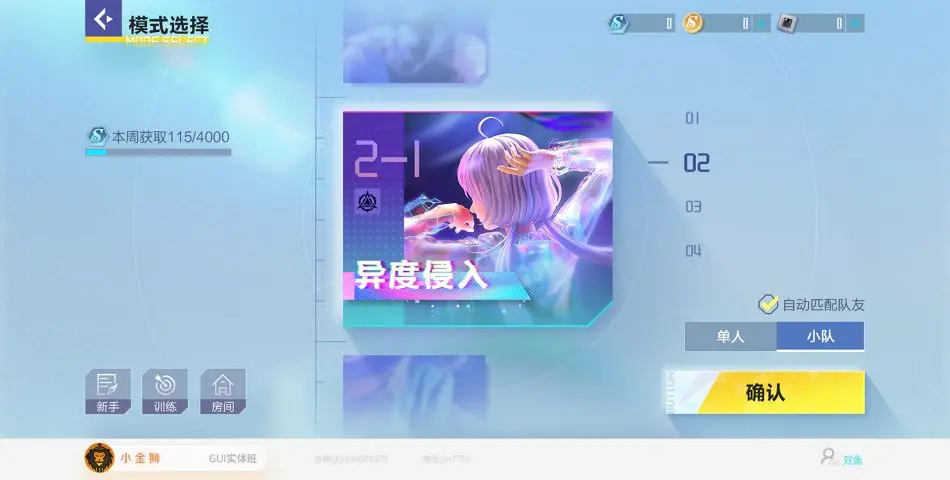 模式选择
MODE SELECT
0
0
0
本周获取115/4000
2-1
异度侵入
01
02
03
04
自动匹配队友
单人
小队
确认
新手
训练
房间
小金狮
GUI实体班
双鱼